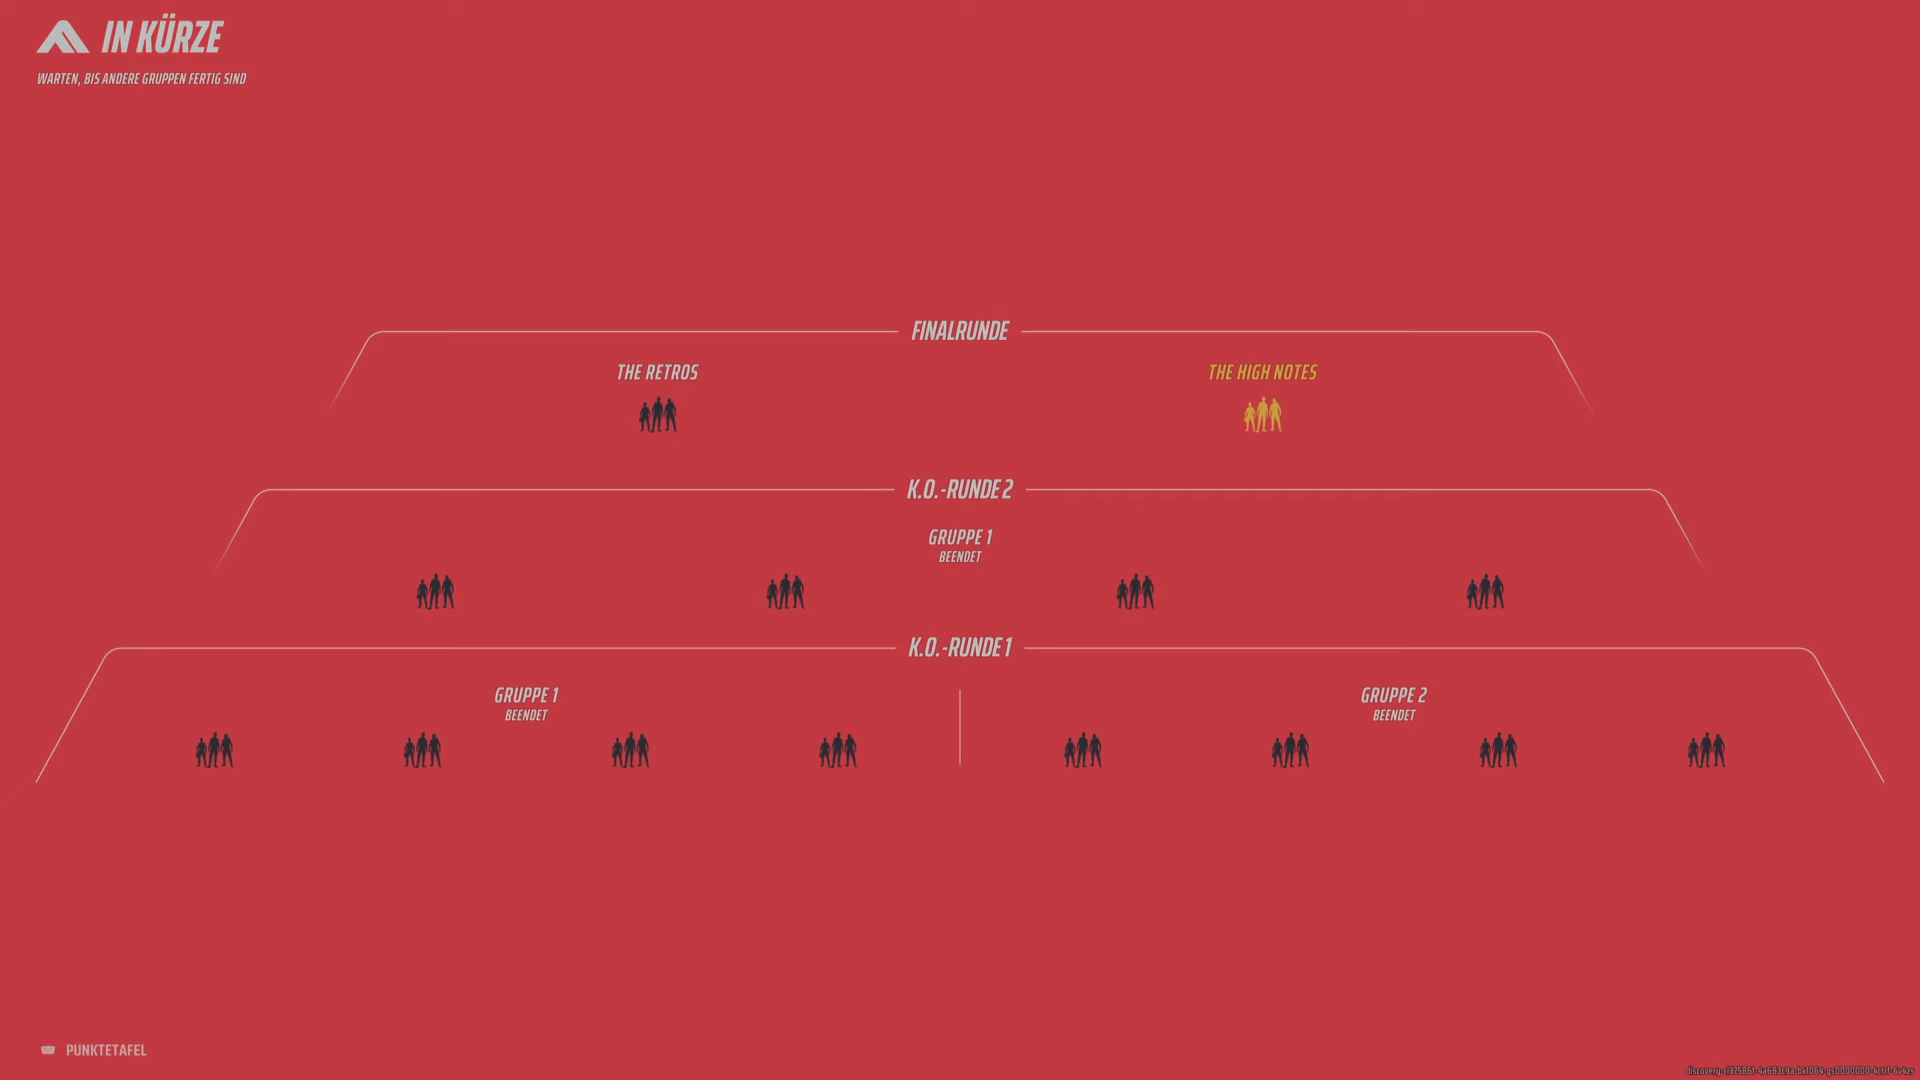 IN KÜRZE
WARTEN, BIS ANDERE GRUPPEN FERTIG SIND
FINALRUNDE
THE RETROS
THE HIGH NOTES
K.O.-RUNDE 2
GRUPPE 1
BEENDET
K.O.-RUNDE 1
GRUPPE 1
BEENDET
GRUPPE 2
BEENDET
PUNKTETAFEL